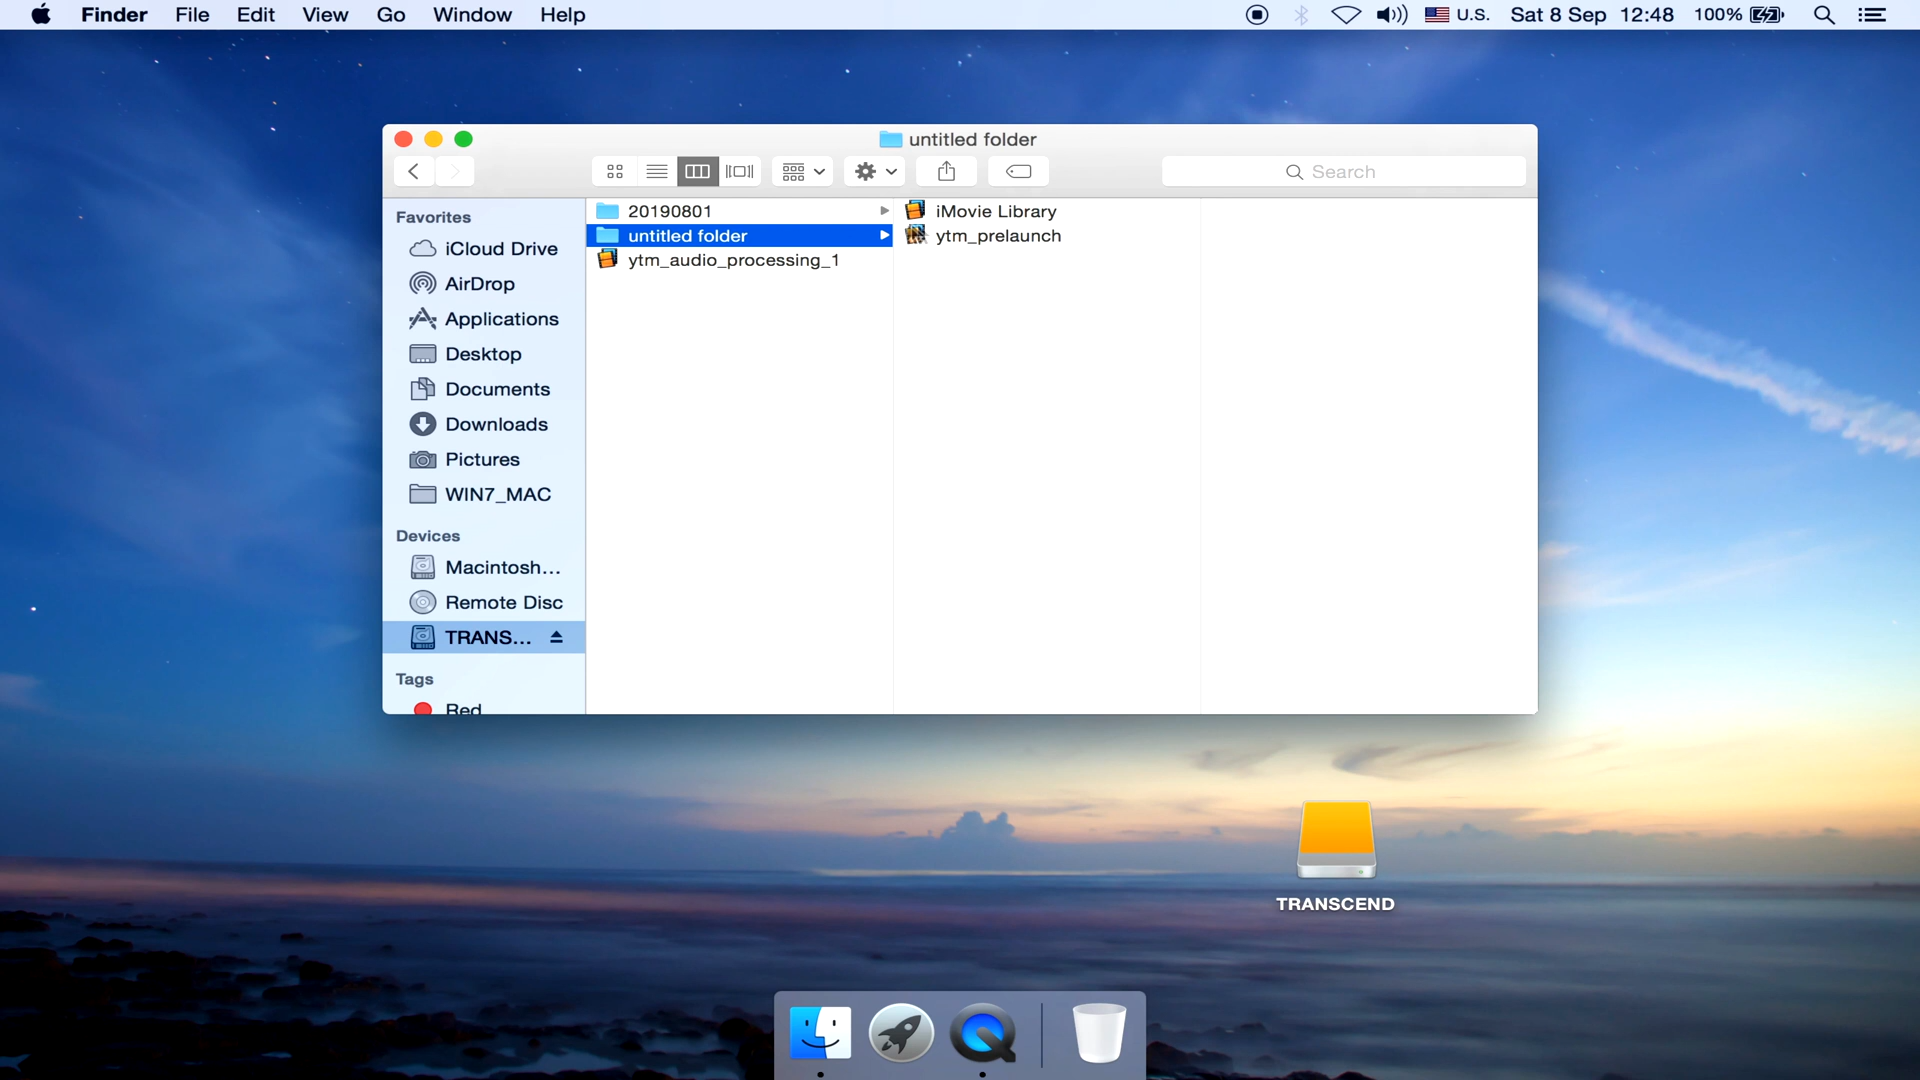 Finder File Edit View Go Window Help U.S. Sat 8 Sep 12:48 100%
untitled folder
Search
Favorites
iCloud Drive
AirDrop
Applications
Desktop
Documents
Downloads
Pictures
WIN7_MAC
Devices
Macintosh...
Remote Disc
TRANS...
Tags
Red
20190801
untitled folder
ytm_audio_processing_1
iMovie Library
ytm_prelaunch
TRANSCEND